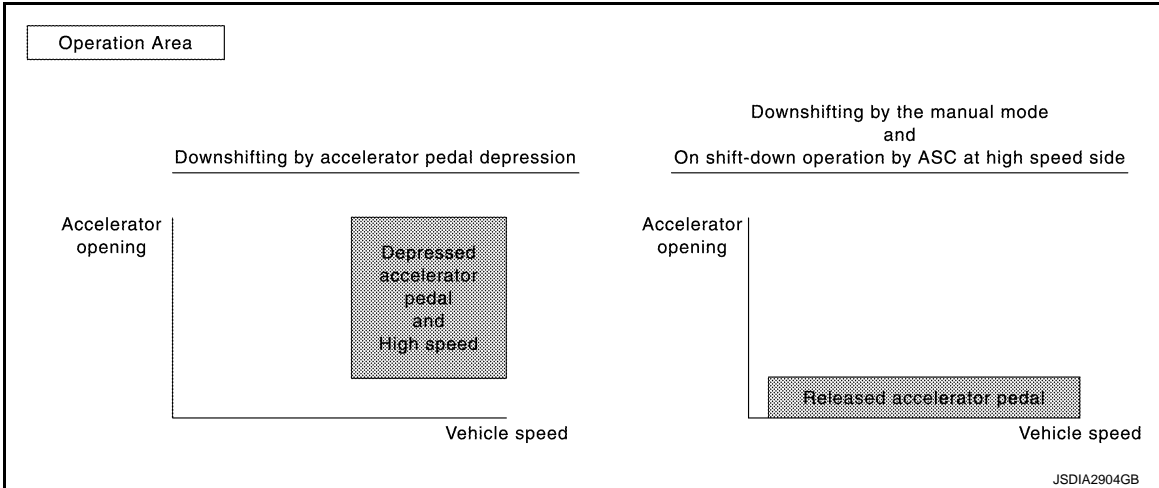 Operation Area
Downshifting by accelerator pedal depression
Accelerator
opening
Depressed
accelerator
pedal
and
High speed
Vehicle speed
Downshifting by the manual mode
and
On shift-down operation by ASC at high speed side
Accelerator
opening
Released accelerator pedal
Vehicle speed
JSDIA2904GB